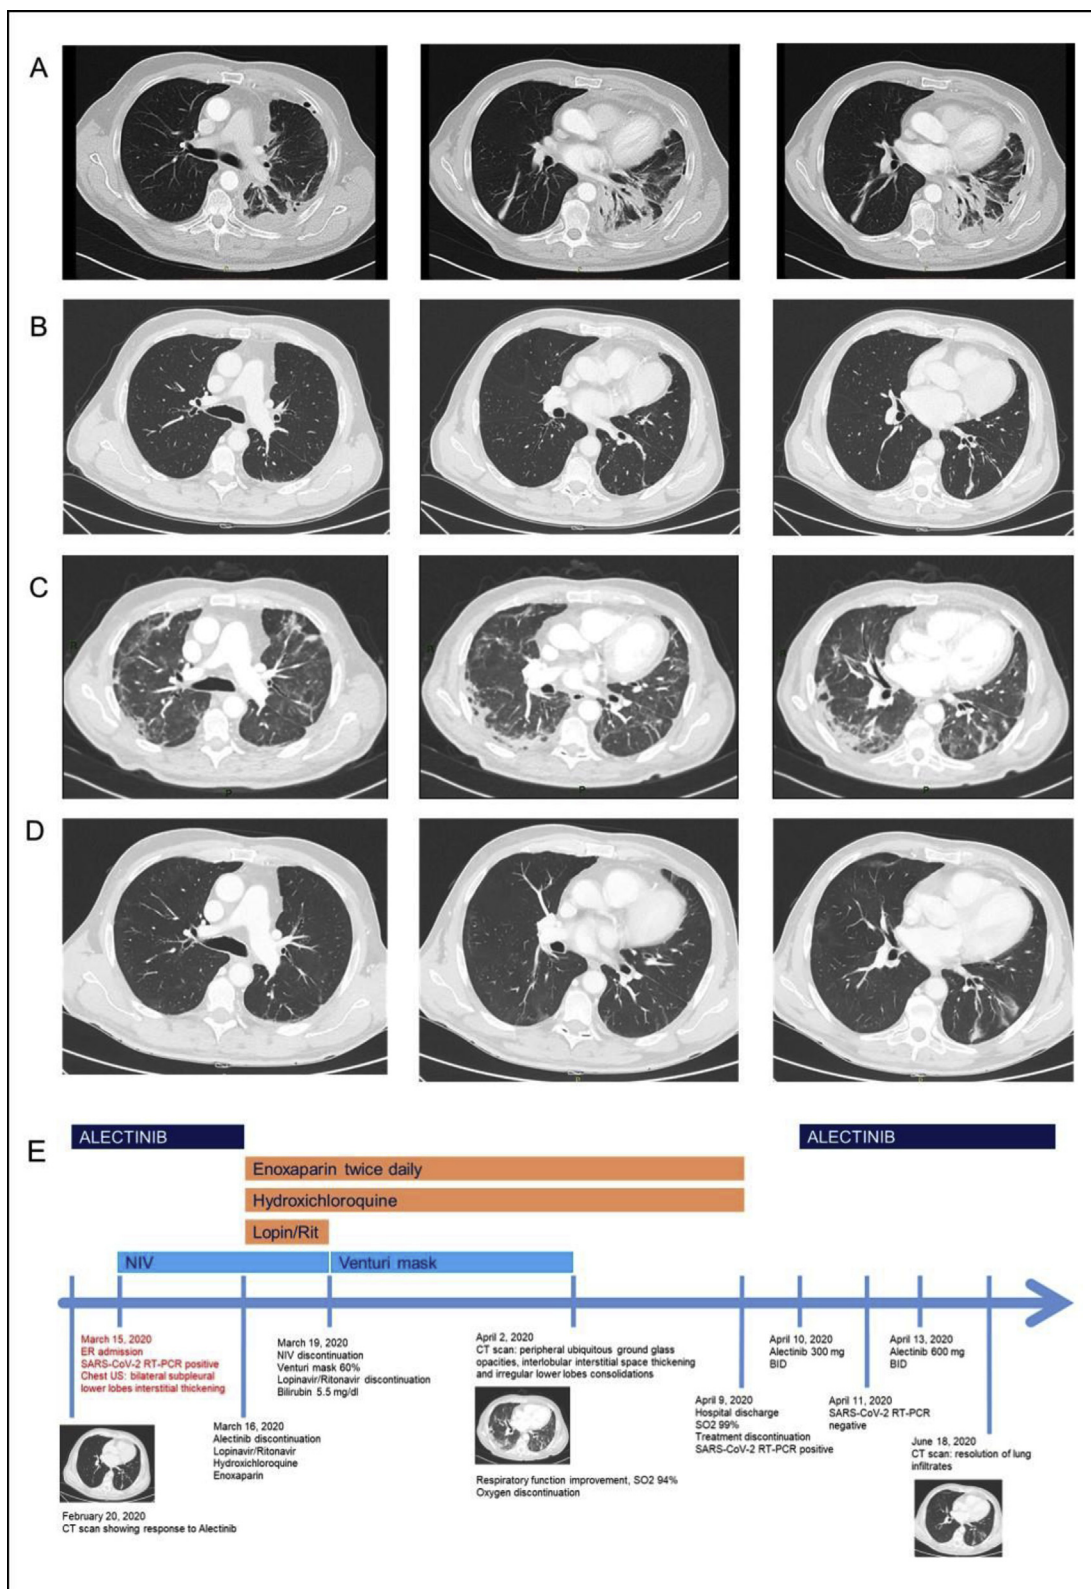 A
B
C
D
E
ALECTINIB
ALECTINIB
Enoxaparin twice daily
Hydroxichloroquine
Lopin/Rit
NIV
Venturi mask
March 15, 2020
ER admission
SARS-CoV-2 RT-PCR positive
Chest US: bilateral subpleural
lower lobes interstitial thickening
March 19, 2020
NIV discontinuation
Venturi mask 60%
Lopinavir/Ritonavir discontinuation
Bilirubin 5.5 mg/dl
April 2, 2020
CT scan: peripheral ubiquitous ground glass
opacities, interlobular interstitial space thickening
and irregular lower lobes consolidations
April 10, 2020
Alectinib 300 mg
BID
April 13, 2020
Alectinib 600 mg
BID
March 16, 2020
Alectinib discontinuation
Lopinavir/Ritonavir
Hydroxichloroquine
Enoxaparin
April 9, 2020
Hospital discharge
SO2 99%
Treatment discontinuation
SARS-CoV-2 RT-PCR positive
April 11, 2020
SARS-CoV-2 RT-PCR
negative
June 18, 2020
CT scan: resolution of lung
infiltrates
Respiratory function improvement, SO2 94%
Oxygen discontinuation
February 20, 2020
CT scan showing response to Alectinib